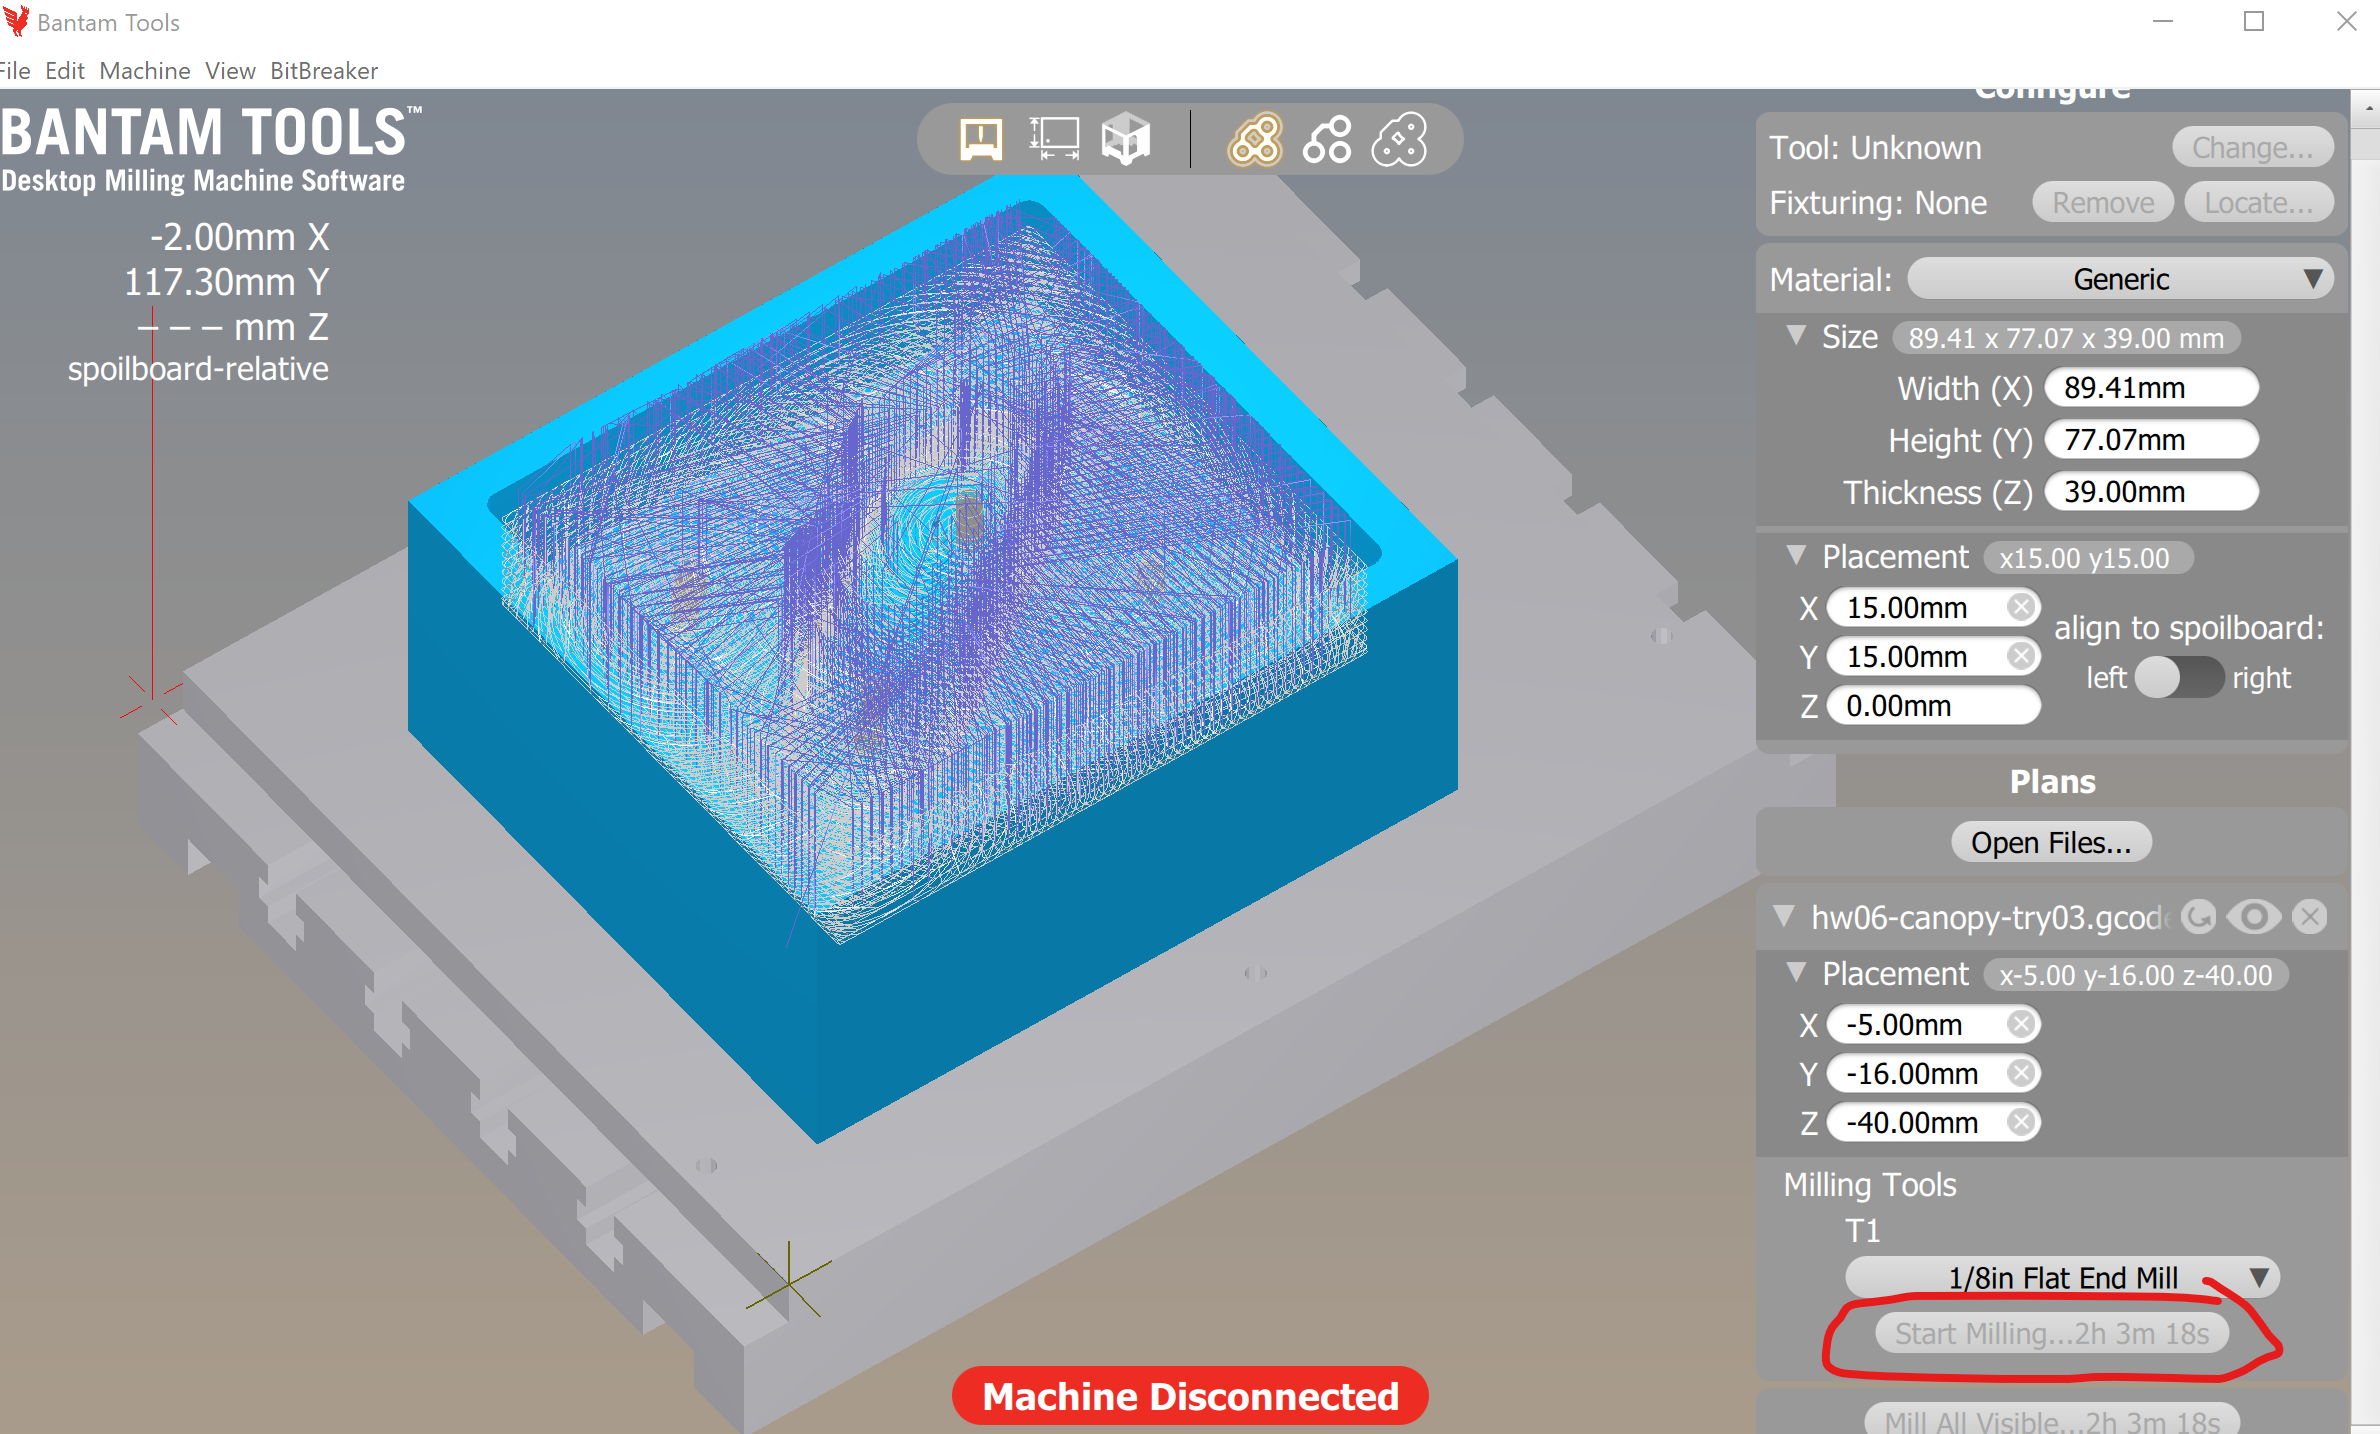 Bantam Tools
File Edit Machine View BitBreaker
BANTAM TOOLS™
Desktop Milling Machine Software
-2.00mm X
117.30mm Y
– – – mm Z
spoilboard-relative
Configure
Tool: Unknown Change...
Fixturing: None Remove Locate...
Material: Generic
Size 89.41 x 77.07 x 39.00 mm
Width (X) 89.41mm
Height (Y) 77.07mm
Thickness (Z) 39.00mm
Placement x15.00 y15.00
X 15.00mm
Y 15.00mm
Z 0.00mm
align to spoilboard:
left right
Plans
Open Files...
hw06-canopy-try03.gcode
Placement x-5.00 y-16.00 z-40.00
X -5.00mm
Y -16.00mm
Z -40.00mm
Milling Tools
T1
1/8in Flat End Mill
Start Milling...2h 3m 18s
Mill All Visible...2h 3m 18s
Machine Disconnected